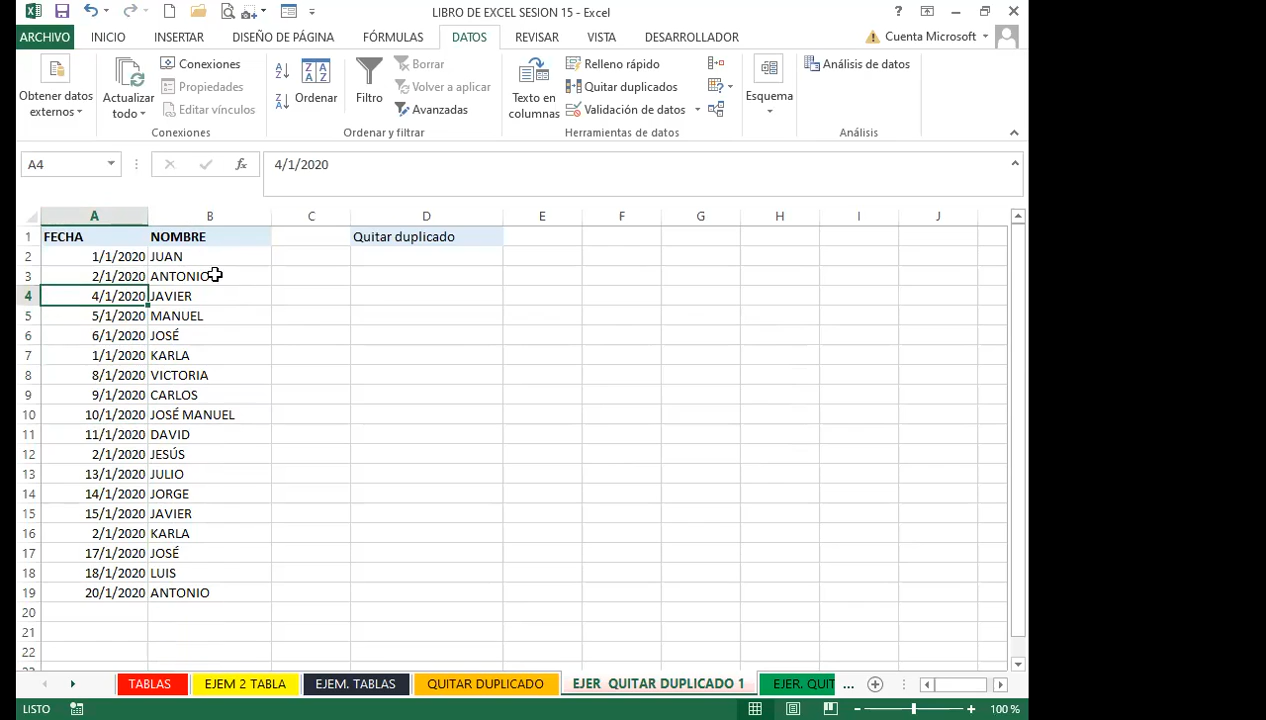 LIBRO DE EXCEL SESION 15 - Excel
?
ARCHIVO INICIO INSERTAR DISEÑO DE PÁGINA FÓRMULAS DATOS REVISAR VISTA DESARROLLADOR Cuenta Microsoft
Obtener datos externos
Actualizar todo
Conexiones
Propiedades
Editar vínculos
Conexiones
Ordenar
Filtro
Borrar
Volver a aplicar
Avanzadas
Ordenar y filtrar
Texto en columnas
Relleno rápido
Quitar duplicados
Validación de datos
Herramientas de datos
Esquema
Análisis de datos
Análisis
A4 fx 4/1/2020
A B C D E F G H I J
1 FECHA NOMBRE Quitar duplicado
2 1/1/2020 JUAN
3 2/1/2020 ANTONIO
4 4/1/2020 JAVIER
5 5/1/2020 MANUEL
6 6/1/2020 JOSÉ
7 1/1/2020 KARLA
8 8/1/2020 VICTORIA
9 9/1/2020 CARLOS
10 10/1/2020 JOSÉ MANUEL
11 11/1/2020 DAVID
12 2/1/2020 JESÚS
13 13/1/2020 JULIO
14 14/1/2020 JORGE
15 15/1/2020 JAVIER
16 2/1/2020 KARLA
17 17/1/2020 JOSÉ
18 18/1/2020 LUIS
19 20/1/2020 ANTONIO
20
21
22
TABLAS EJEM 2 TABLA EJEM. TABLAS QUITAR DUPLICADO EJER QUITAR DUPLICADO 1 EJER. QUIT ...
LISTO 100 %